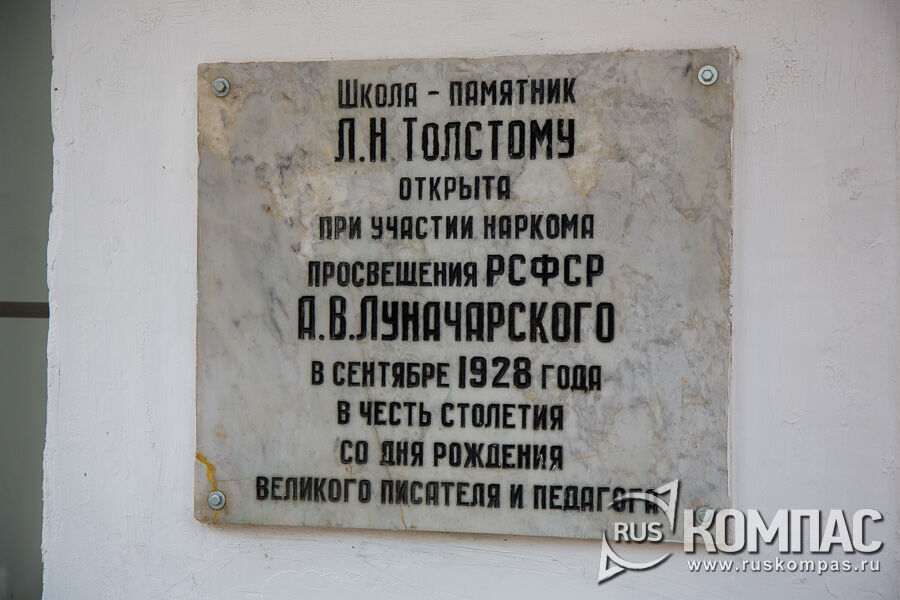 Школа - памятник
Л.Н.Толстому
открыта
при участии наркома
просвещения РСФСР
А.В.Луначарского
в сентябре 1928 года
в честь столетия
со дня рождения
великого писателя и педагога
RUS КОМПАС
www.ruskompas.ru